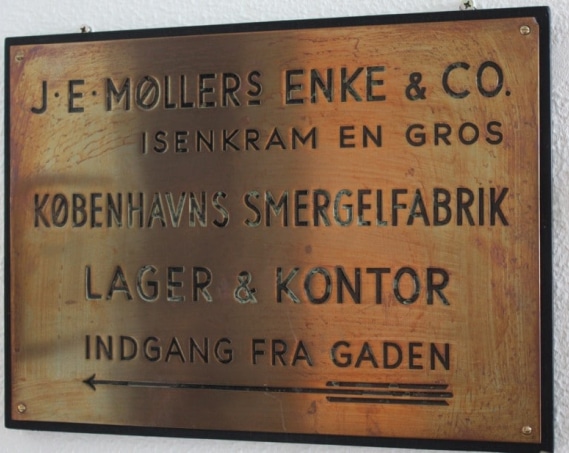 J·E·MØLLERS ENKE & CO.
ISENKRAM EN GROS
KØBENHAVNS SMERGELFABRIK
LAGER & KONTOR
INDGANG FRA GADEN